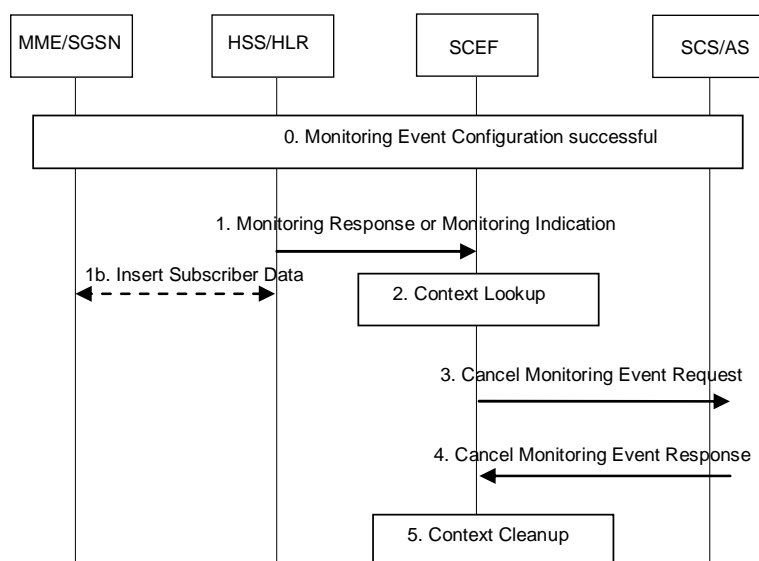 MME/SGSN
HSS/HLR
SCEF
SCS/AS
0. Monitoring Event Configuration successful
1. Monitoring Response or Monitoring Indication
1b. Insert Subscriber Data
2. Context Lookup
3. Cancel Monitoring Event Request
4. Cancel Monitoring Event Response
5. Context Cleanup